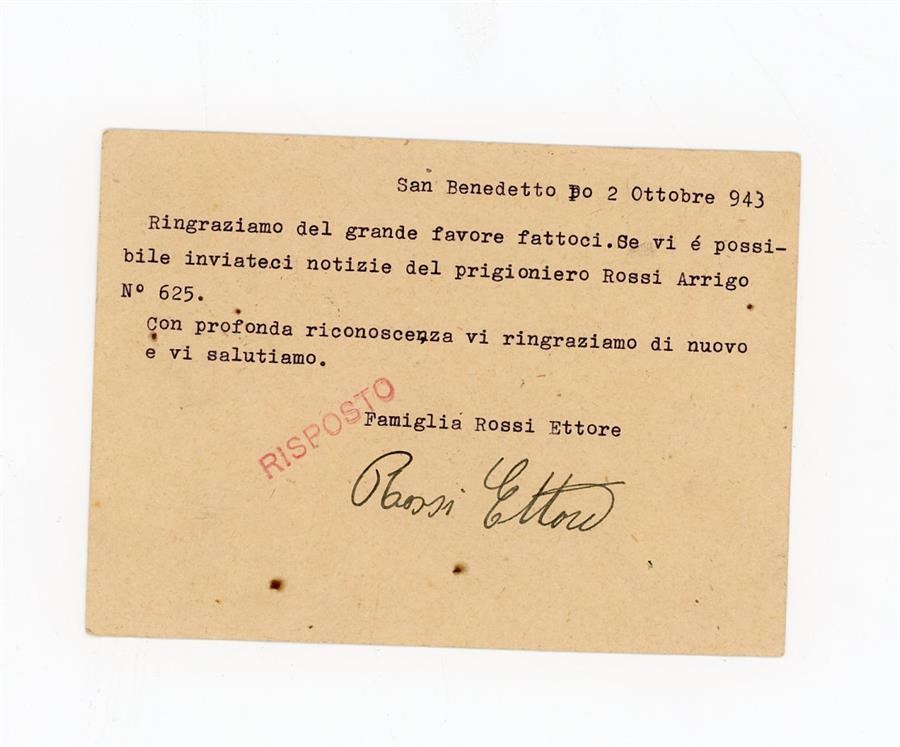 San Benedetto Po 2 Ottobre 943
Ringraziamo del grande favore fattoci.Se vi é possi-
bile inviateci notizie del prigioniero Rossi Arrigo
N° 625.
Con profonda riconoscenza vi ringraziamo di nuovo
e vi salutiamo.
RISPOSTO
Famiglia Rossi Ettore
Rossi Ettore